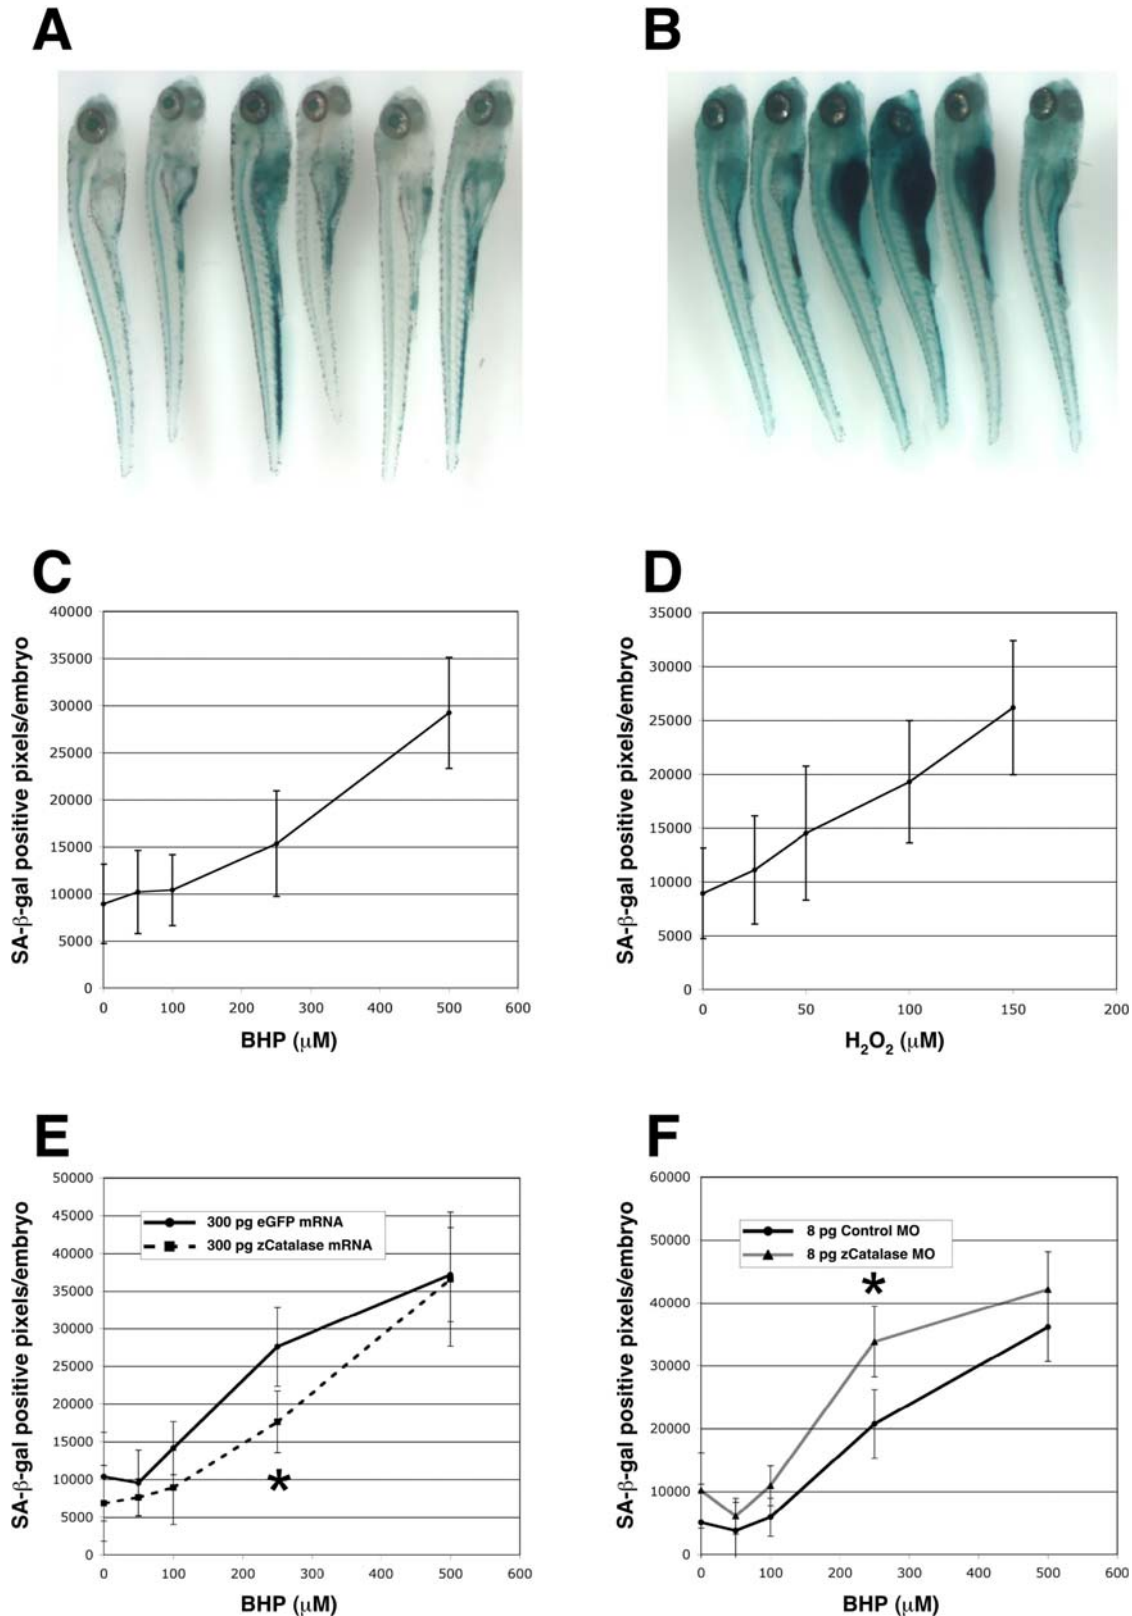 A
B
C
40000
35000
30000
25000
20000
15000
10000
5000
0
0 100 200 300 400 500 600
SA-β-gal positive pixels/embryo
BHP (μM)
D
35000
30000
25000
20000
15000
10000
5000
0
0 50 100 150 200
SA-β-gal positive pixels/embryo
H₂O₂ (μM)
E
50000
45000
40000
35000
30000
25000
20000
15000
10000
5000
0
0 100 200 300 400 500 600
300 pg eGFP mRNA
300 pg zCatalase mRNA
*
SA-β-gal positive pixels/embryo
BHP (μM)
F
60000
50000
40000
30000
20000
10000
0
0 100 200 300 400 500 600
8 pg Control MO
8 pg zCatalase MO
*
SA-β-gal positive pixels/embryo
BHP (μM)